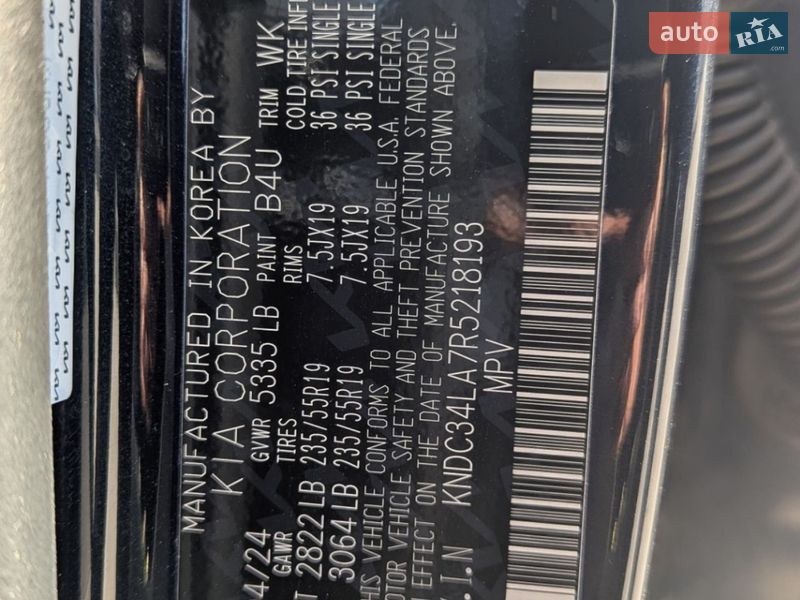 auto RIA.com
MANUFACTURED IN KOREA BY
KIA CORPORATION
4/24 GVWR 5335 LB PAINT B4U TRIM WK
GAWR TIRES RIMS COLD TIRE INF
T 2822 LB 235/55R19 7.5JX19 36 PSI SINGLE
3064 LB 235/55R19 7.5JX19 36 PSI SINGLE
THIS VEHICLE CONFORMS TO ALL APPLICABLE U.S.A. FEDERAL
MOTOR VEHICLE SAFETY AND THEFT PREVENTION STANDARDS
IN EFFECT ON THE DATE OF MANUFACTURE SHOWN ABOVE.
V.I.N KNDC34LA7R5218193
MPV